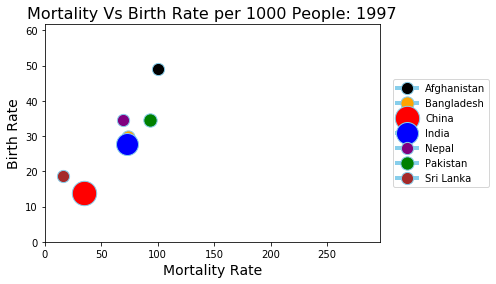 Mortality Vs Birth Rate per 1000 People: 1997
60
50
40
30
20
10
0
Birth Rate
0 50 100 150 200 250
Mortality Rate
Afghanistan
Bangladesh
China
India
Nepal
Pakistan
Sri Lanka